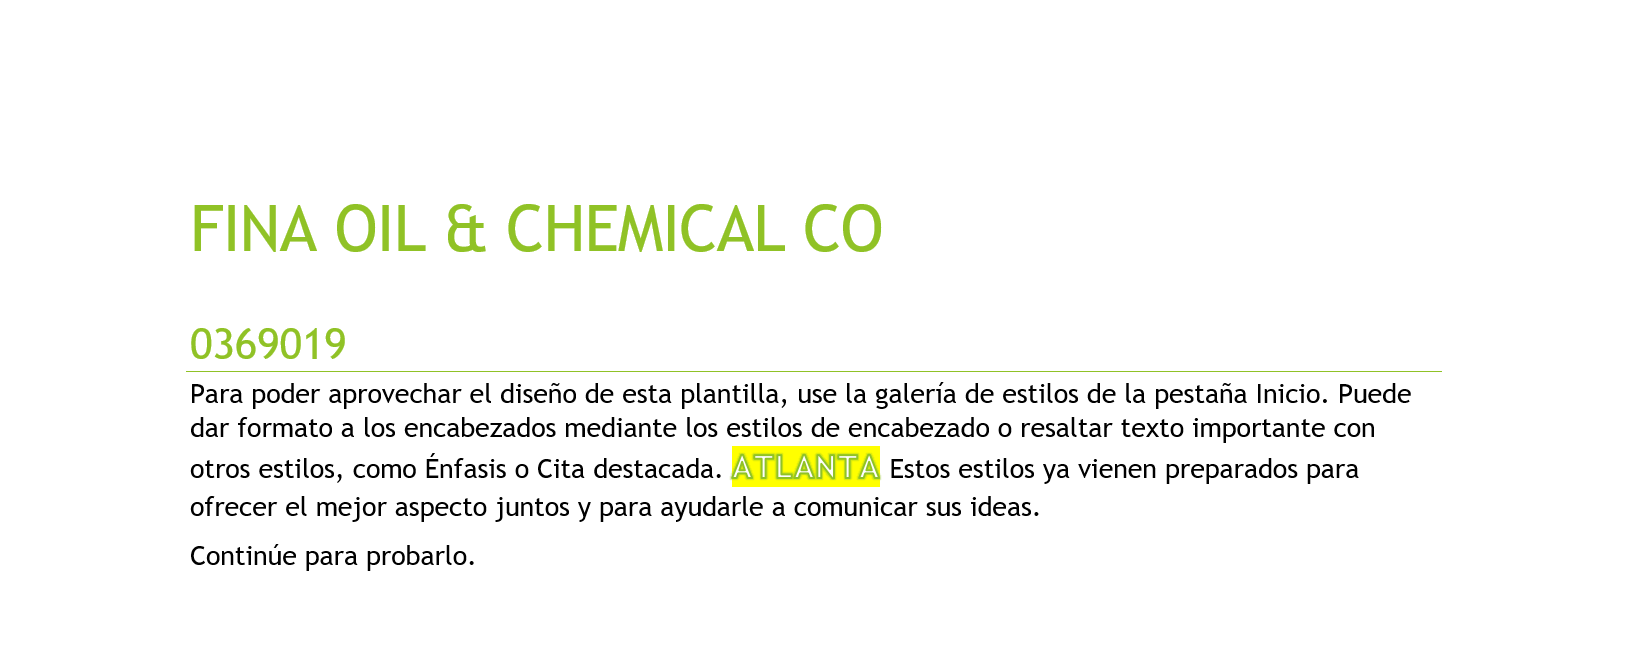 FINA OIL & CHEMICAL CO
0369019
Para poder aprovechar el diseño de esta plantilla, use la galería de estilos de la pestaña Inicio. Puede
dar formato a los encabezados mediante los estilos de encabezado o resaltar texto importante con
otros estilos, como Énfasis o Cita destacada. ATLANTA Estos estilos ya vienen preparados para
ofrecer el mejor aspecto juntos y para ayudarle a comunicar sus ideas.
Continúe para probarlo.